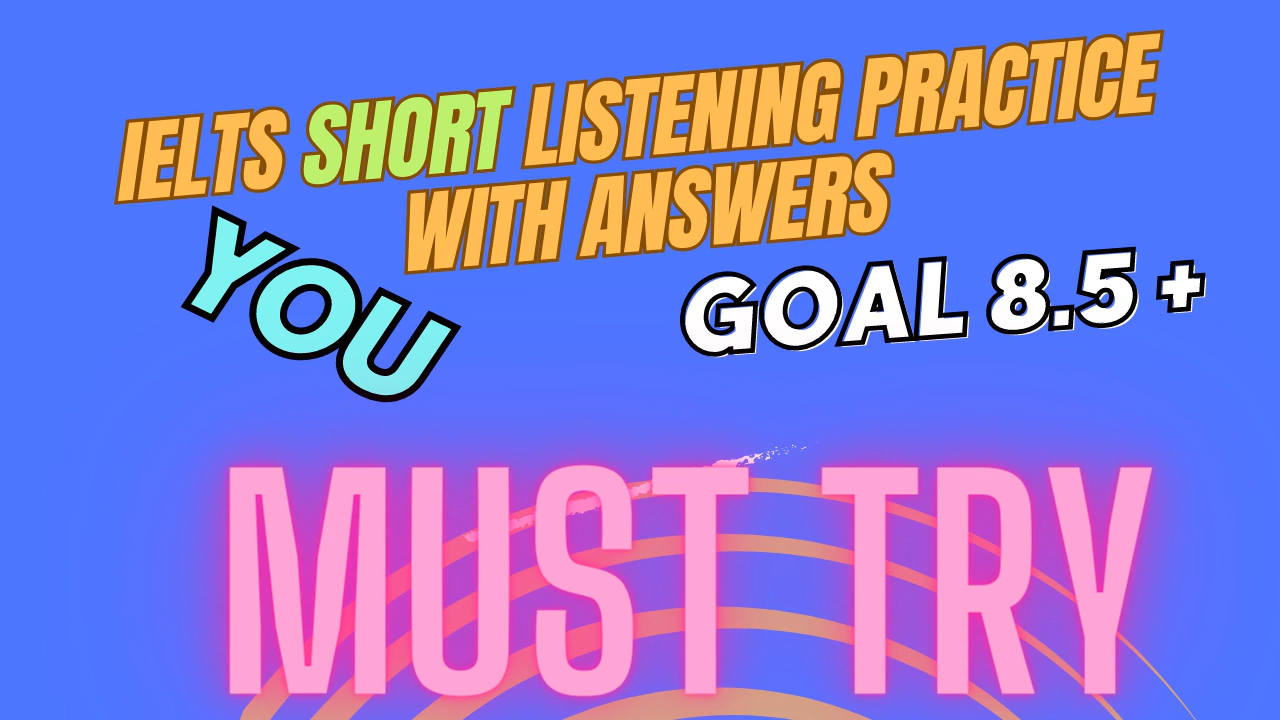 IELTS SHORT LISTENING PRACTICE
WITH ANSWERS
YOU
GOAL 8.5 +
MUST TRY